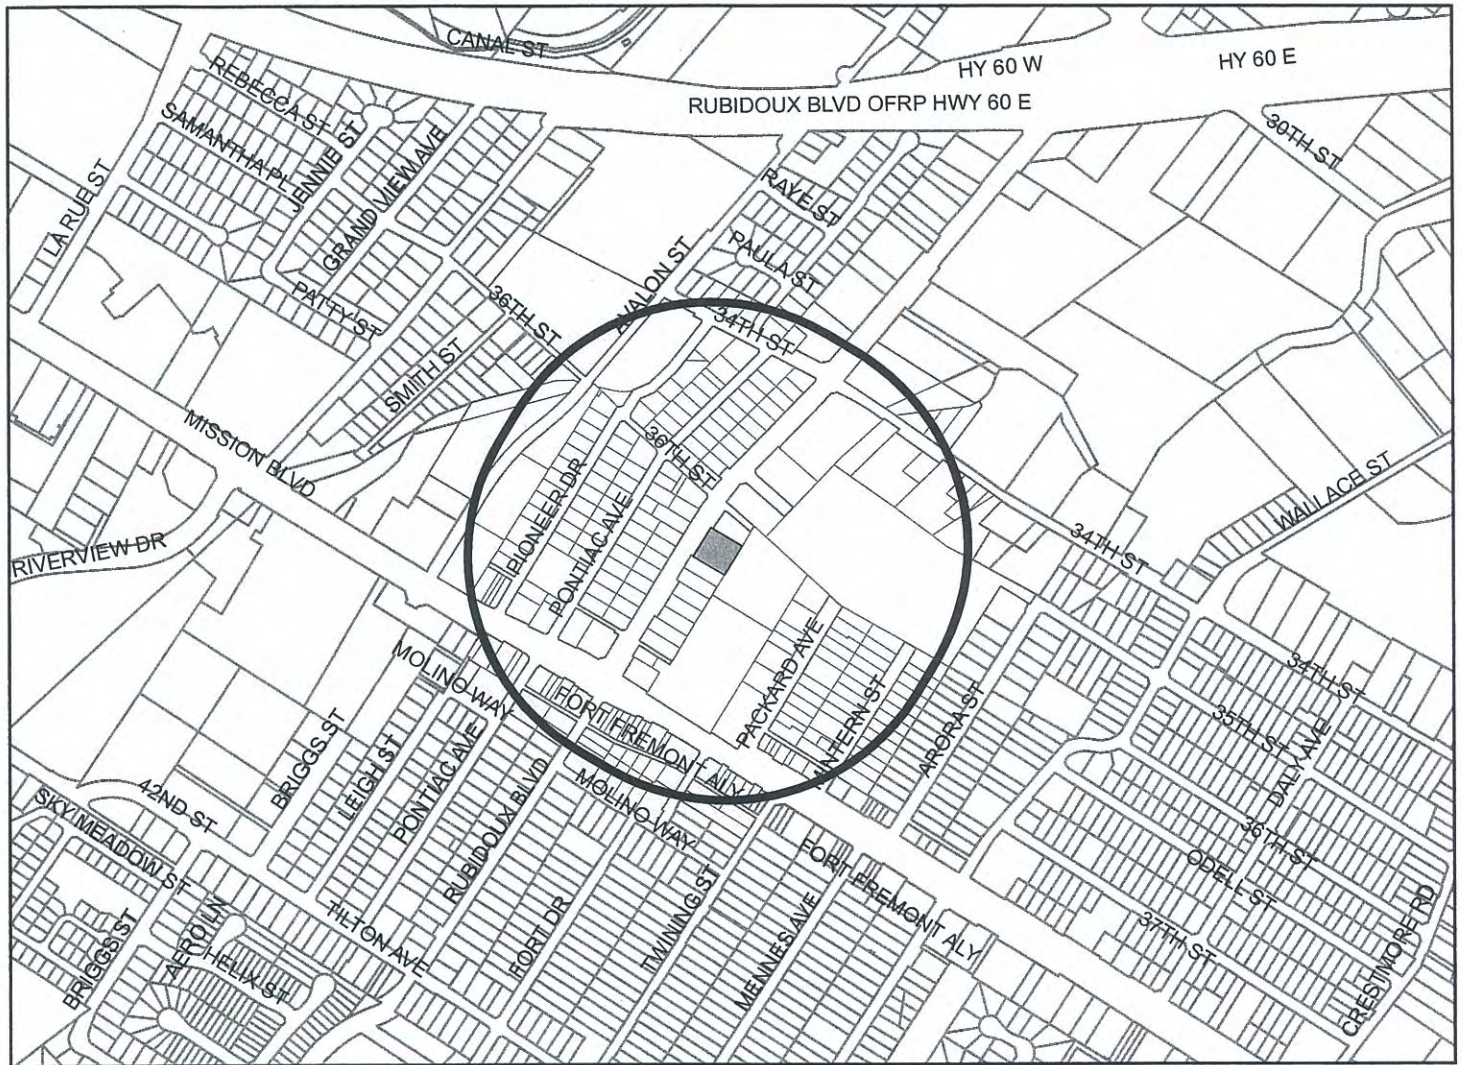 CANAL ST
HY 60 W
HY 60 E
RUBIDOUX BLVD OFRP HWY 60 E
REBECCA ST
SAMANTHA PL
JENNIE ST
GRAND VIEW AVE
LA RUE ST
30TH ST
RAYE ST
PAULA ST
AVALON ST
PATTY ST
36TH ST
34TH ST
SMITH ST
MISSION BLVD
36TH ST
PIONEER DR
PONTIAC AVE
WALLACE ST
34TH ST
RIVERVIEW DR
MOLINO WAY
FORT FREMONT ALY
PACKARD AVE
WINTERN ST
ARORA ST
34TH ST
35TH ST
DALY AVE
BRIGGS ST
LEIGH ST
PONTIAC AVE
RUBIDOUX BLVD
MOLINO WAY
42ND ST
SKY MEADOW ST
36TH ST
ODELL ST
FORT FREMONT ALY
37TH ST
CRESTMORE RD
TILTON AVE
FORT DR
TWINING ST
MENNES AVE
BRIGGS ST
AERO LN
HELIX ST